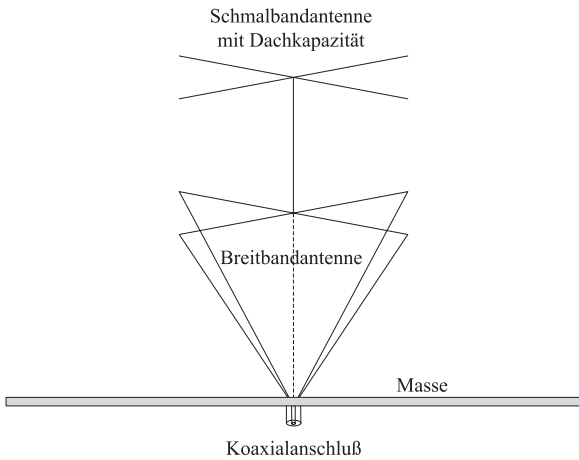 Schmalbandantenne
mit Dachkapazität
Breitbandantenne
Masse
Koaxialanschluß